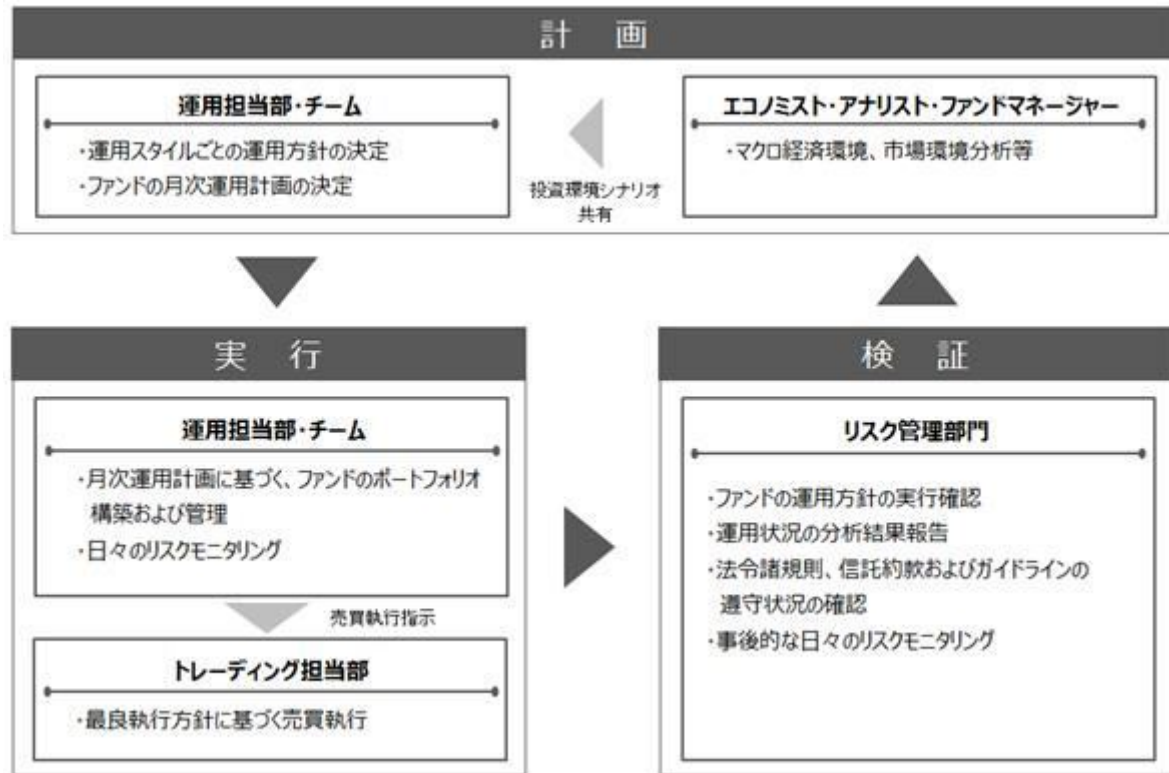 計 画
運用担当部・チーム
・運用スタイルごとの運用方針の決定
・ファンドの月次運用計画の決定
投資環境シナリオ
共有
エコノミスト・アナリスト・ファンドマネージャー
・マクロ経済環境、市場環境分析等
実 行
運用担当部・チーム
・月次運用計画に基づく、ファンドのポートフォリオ
構築および管理
・日々のリスクモニタリング
売買執行指示
トレーディング担当部
・最良執行方針に基づく売買執行
検 証
リスク管理部門
・ファンドの運用方針の実行確認
・運用状況の分析結果報告
・法令諸規則、信託約款およびガイドラインの
遵守状況の確認
・事後的な日々のリスクモニタリング